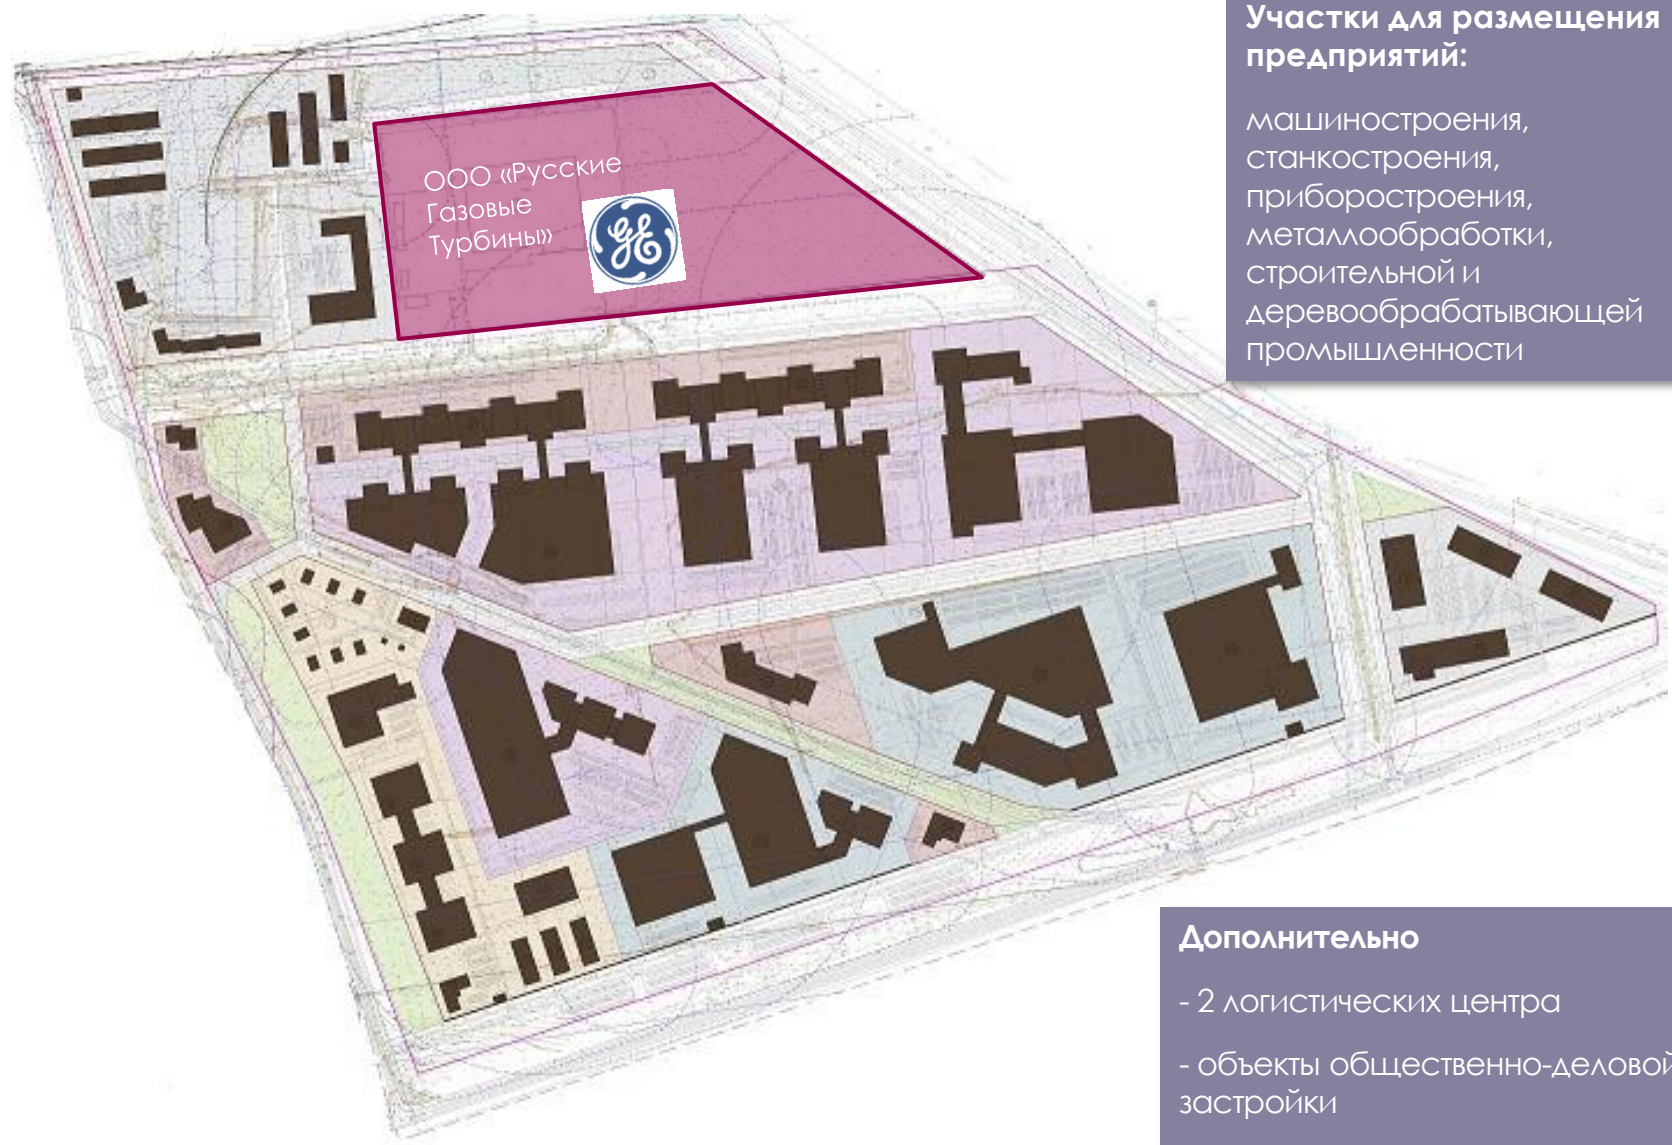 Участки для размещения
предприятий:
машиностроения,
станкостроения,
приборостроения,
металлообработки,
строительной и
деревообрабатывающей
промышленности
ООО «Русские
Газовые
Турбины»
GE
Дополнительно
- 2 логистических центра
- объекты общественно-деловой
застройки